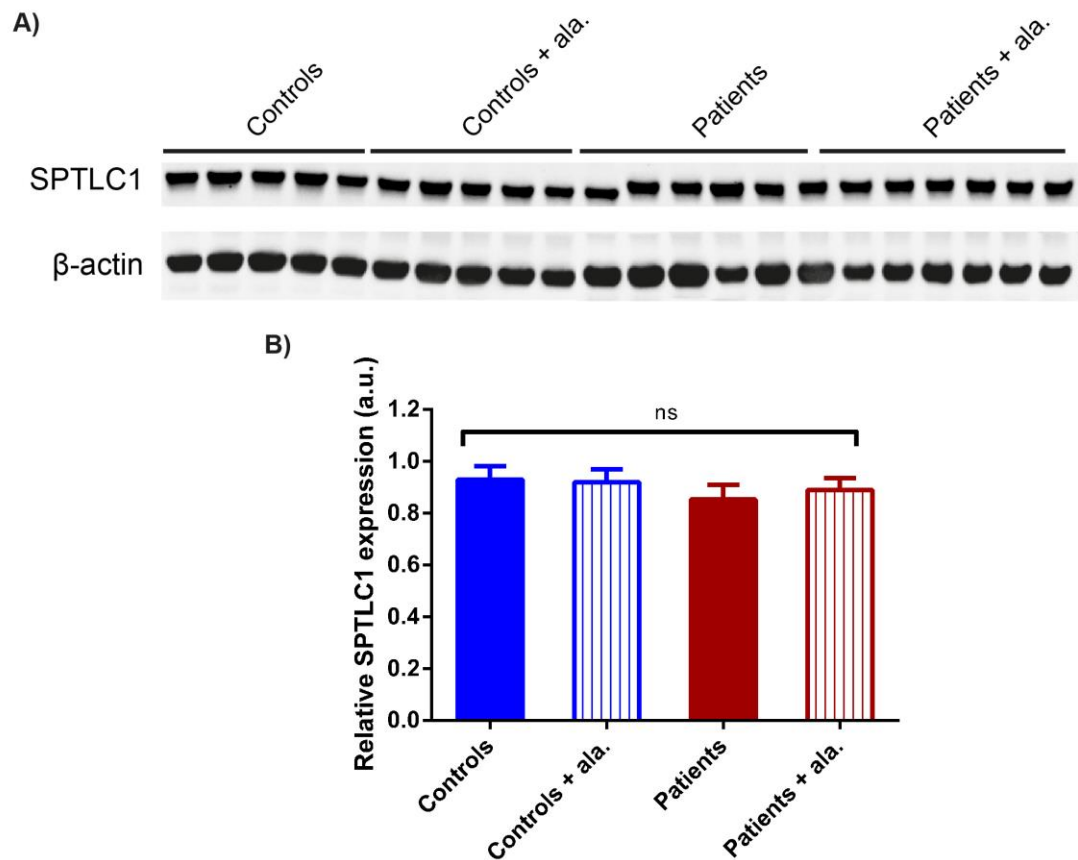 A)
Controls
Controls + ala.
Patients
Patients + ala.
SPTLC1
β-actin
B)
Relative SPTLC1 expression (a.u.)
1.2
1.0
0.8
0.6
0.4
0.2
0.0
ns
Controls
Controls + ala.
Patients
Patients + ala.